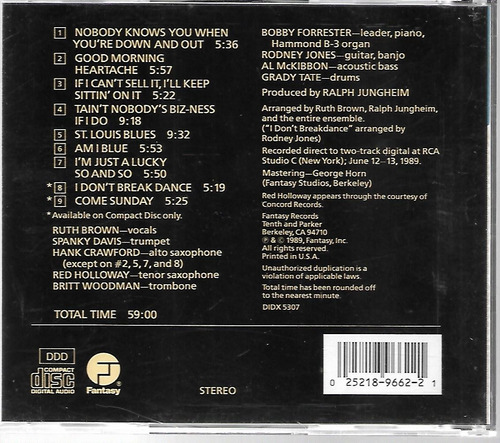 1 NOBODY KNOWS YOU WHEN
YOU'RE DOWN AND OUT 5:36
2 GOOD MORNING
HEARTACHE 5:57
3 IF I CAN'T SELL IT, I'LL KEEP
SITTIN' ON IT 5:22
4 TAIN'T NOBODY'S BIZ-NESS
IF I DO 9:18
5 ST. LOUIS BLUES 9:32
6 AM I BLUE 5:53
7 I'M JUST A LUCKY
SO AND SO 5:50
*8 I DON'T BREAK DANCE 5:19
*9 COME SUNDAY 5:25
*Available on Compact Disc only.
RUTH BROWN—vocals
SPANKY DAVIS—trumpet
HANK CRAWFORD—alto saxophone
(except on #2, 5, 7, and 8)
RED HOLLOWAY—tenor saxophone
BRITT WOODMAN—trombone
TOTAL TIME 59:00
BOBBY FORRESTER—leader, piano,
Hammond B-3 organ
RODNEY JONES—guitar, banjo
AL McKIBBON—acoustic bass
GRADY TATE—drums
Produced by RALPH JUNGHEIM
Arranged by Ruth Brown, Ralph Jungheim,
and the entire ensemble.
("I Don't Breakdance" arranged by
Rodney Jones)
Recorded direct to two-track digital at RCA
Studio C (New York); June 12–13, 1989.
Mastering—George Horn
(Fantasy Studios, Berkeley)
Red Holloway appears through the courtesy of
Concord Records.
Fantasy Records
Tenth and Parker
Berkeley, CA 94710
℗ & © 1989, Fantasy, Inc.
All rights reserved.
Printed in U.S.A.
Unauthorized duplication is a
violation of applicable laws.
Total time has been rounded off
to the nearest minute.
DIDX 5307
DDD
COMPACT
disc
DIGITAL AUDIO
Fantasy®
STEREO
0 25218-9662-2 1